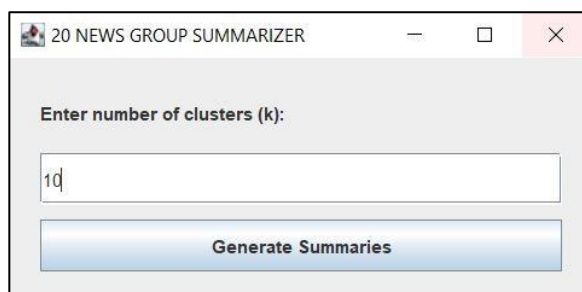 20 NEWS GROUP SUMMARIZER
Enter number of clusters (k):
10
Generate Summaries